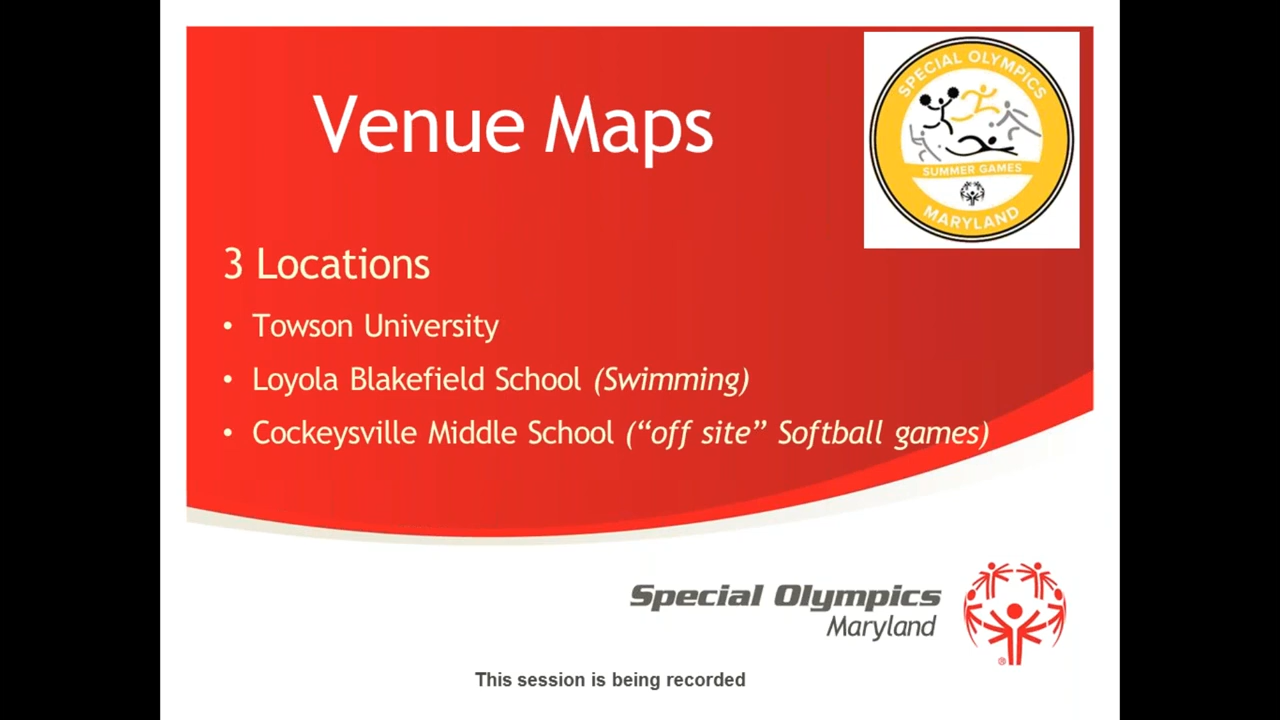 Venue Maps
SPECIAL OLYMPICS
SUMMER GAMES
MARYLAND
3 Locations
• Towson University
• Loyola Blakefield School (Swimming)
• Cockeysville Middle School (“off site” Softball games)
Special Olympics
Maryland
®
This session is being recorded